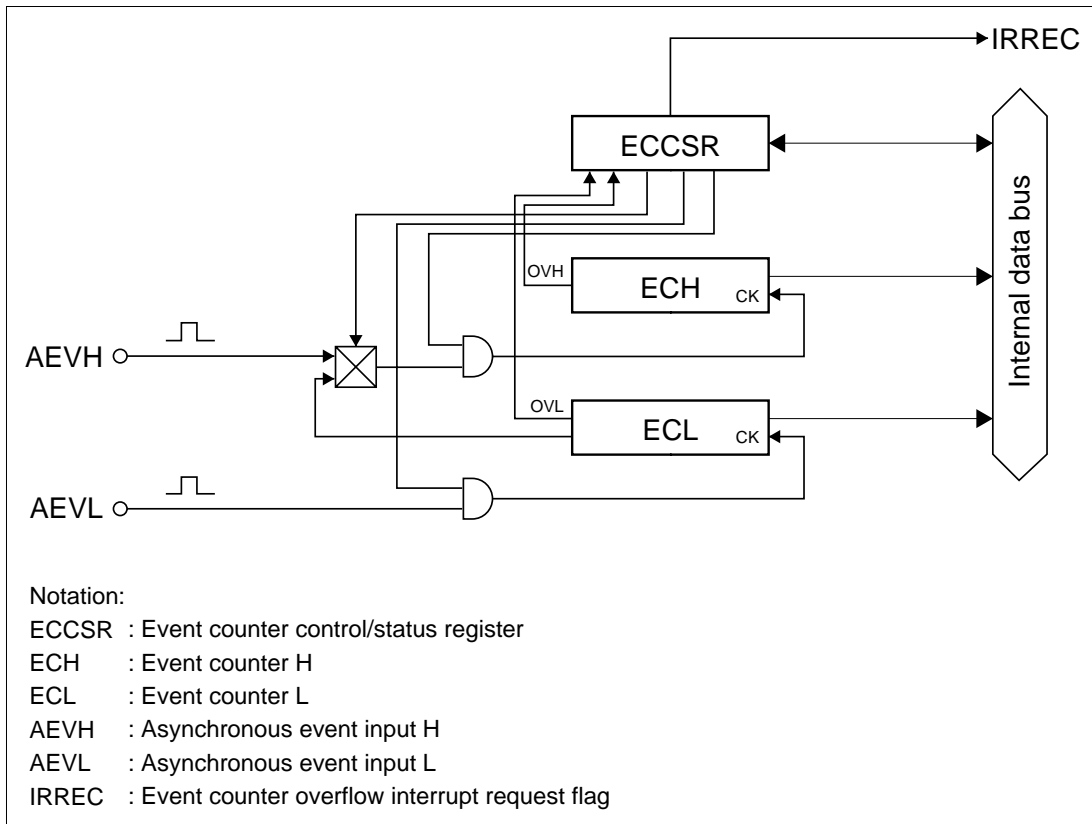 IRREC
ECCSR
Internal data bus
OVH
ECH
CK
AEVH
OVL
ECL
CK
AEVL
Notation:
ECCSR : Event counter control/status register
ECH : Event counter H
ECL : Event counter L
AEVH : Asynchronous event input H
AEVL : Asynchronous event input L
IRREC : Event counter overflow interrupt request flag